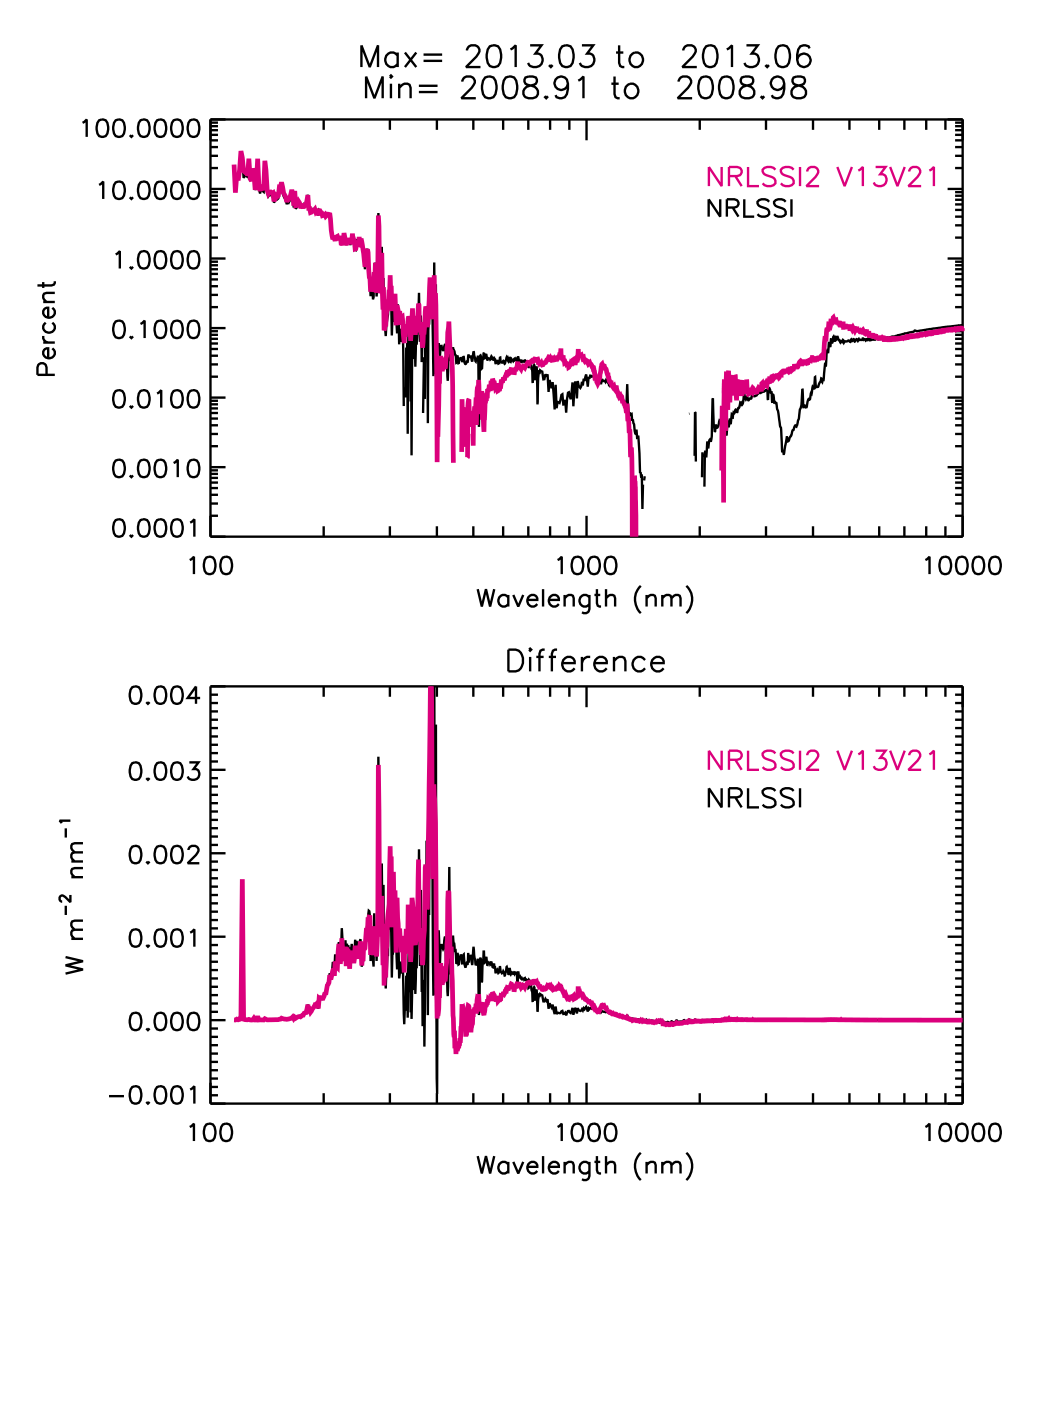 Max= 2013.03 to 2013.06
Min= 2008.91 to 2008.98
100.0000
10.0000
1.0000
0.1000
0.0100
0.0010
0.0001
Percent
NRLSSI2 V13V21
NRLSSI
100 1000 10000
Wavelength (nm)
Difference
0.004
0.003
0.002
0.001
0.000
−0.001
W m⁻² nm⁻¹
NRLSSI2 V13V21
NRLSSI
100 1000 10000
Wavelength (nm)